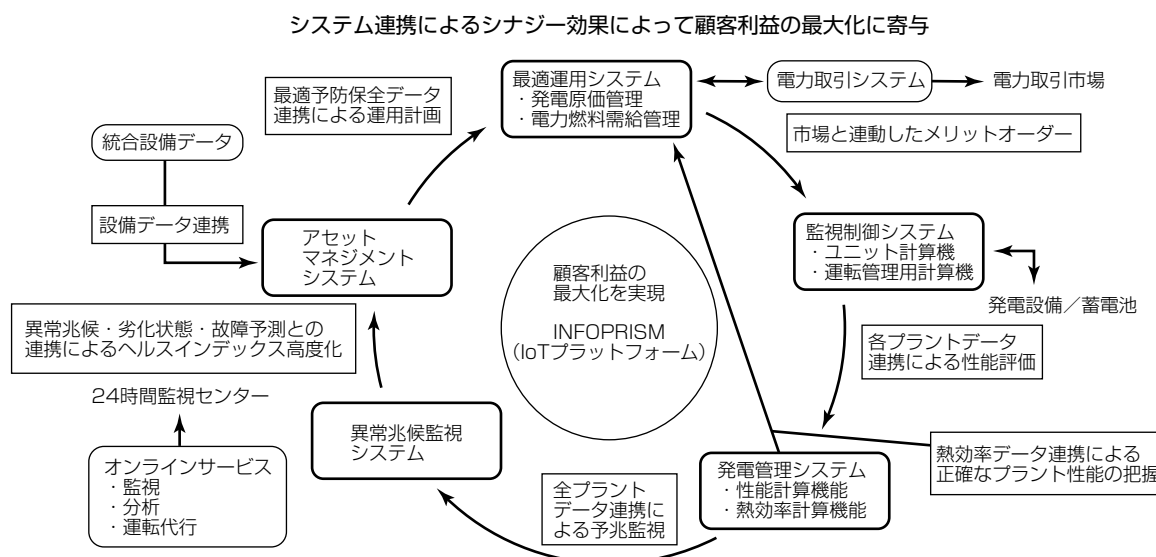 システム連携によるシナジー効果によって顧客利益の最大化に寄与
最適予防保全データ
連携による運用計画
最適運用システム
・発電原価管理
・電力燃料需給管理
電力取引システム
電力取引市場
市場と連動したメリットオーダー
統合設備データ
設備データ連携
アセット
マネジメント
システム
監視制御システム
・ユニット計算機
・運転管理用計算機
発電設備／蓄電池
顧客利益の
最大化を実現
INFOPRISM
（IoTプラットフォーム）
異常兆候・劣化状態・故障予測との
連携によるヘルスインデックス高度化
各プラントデータ
連携による性能評価
24時間監視センター
異常兆候監視
システム
オンラインサービス
・監視
・分析
・運転代行
全プラント
データ連携に
よる予兆監視
発電管理システム
・性能計算機能
・熱効率計算機能
熱効率データ連携による
正確なプラント性能の把握